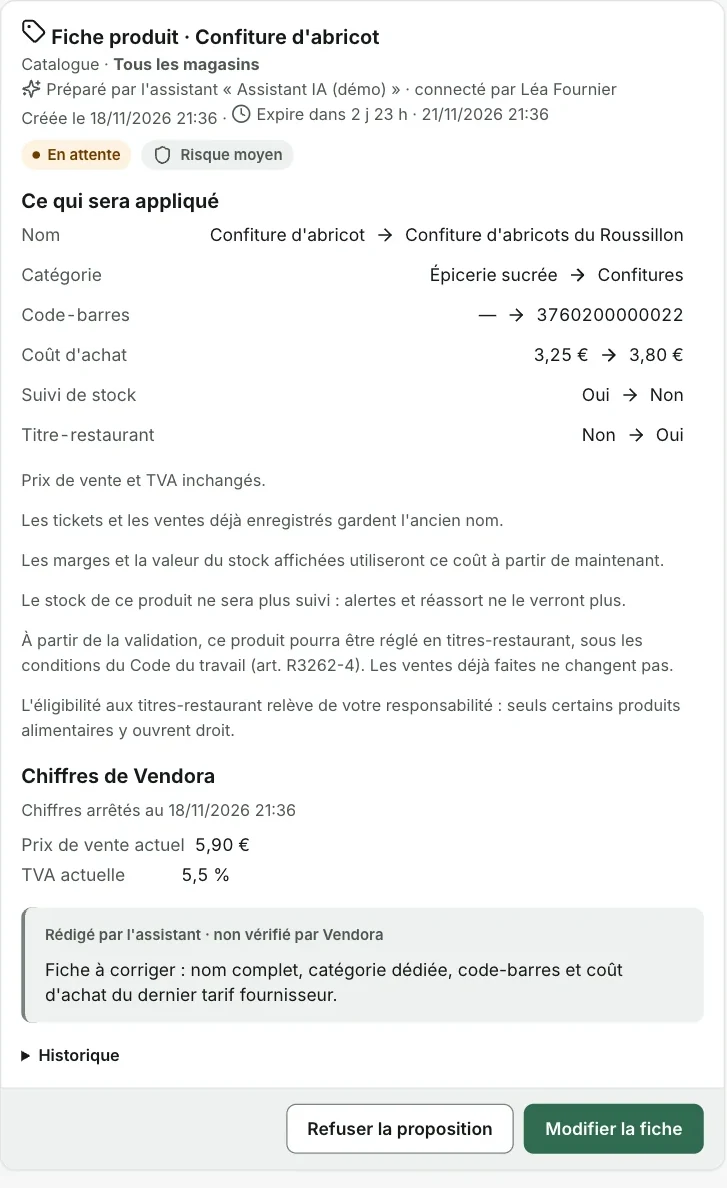 Fiche produit · Confiture d'abricot
Catalogue · Tous les magasins
Préparé par l'assistant « Assistant IA (démo) » · connecté par Léa Fournier
Créée le 18/11/2026 21:36 · Expire dans 2 j 23 h · 21/11/2026 21:36
En attente Risque moyen
Ce qui sera appliqué
Nom Confiture d'abricot → Confiture d'abricots du Roussillon
Catégorie Épicerie sucrée → Confitures
Code-barres — → 3760200000022
Coût d'achat 3,25 € → 3,80 €
Suivi de stock Oui → Non
Titre-restaurant Non → Oui
Prix de vente et TVA inchangés.
Les tickets et les ventes déjà enregistrés gardent l'ancien nom.
Les marges et la valeur du stock affichées utiliseront ce coût à partir de maintenant.
Le stock de ce produit ne sera plus suivi : alertes et réassort ne le verront plus.
À partir de la validation, ce produit pourra être réglé en titres-restaurant, sous les
conditions du Code du travail (art. R3262-4). Les ventes déjà faites ne changent pas.
L'éligibilité aux titres-restaurant relève de votre responsabilité : seuls certains produits
alimentaires y ouvrent droit.
Chiffres de Vendora
Chiffres arrêtés au 18/11/2026 21:36
Prix de vente actuel 5,90 €
TVA actuelle 5,5 %
Rédigé par l'assistant · non vérifié par Vendora
Fiche à corriger : nom complet, catégorie dédiée, code-barres et coût
d'achat du dernier tarif fournisseur.
▶ Historique
Refuser la proposition Modifier la fiche